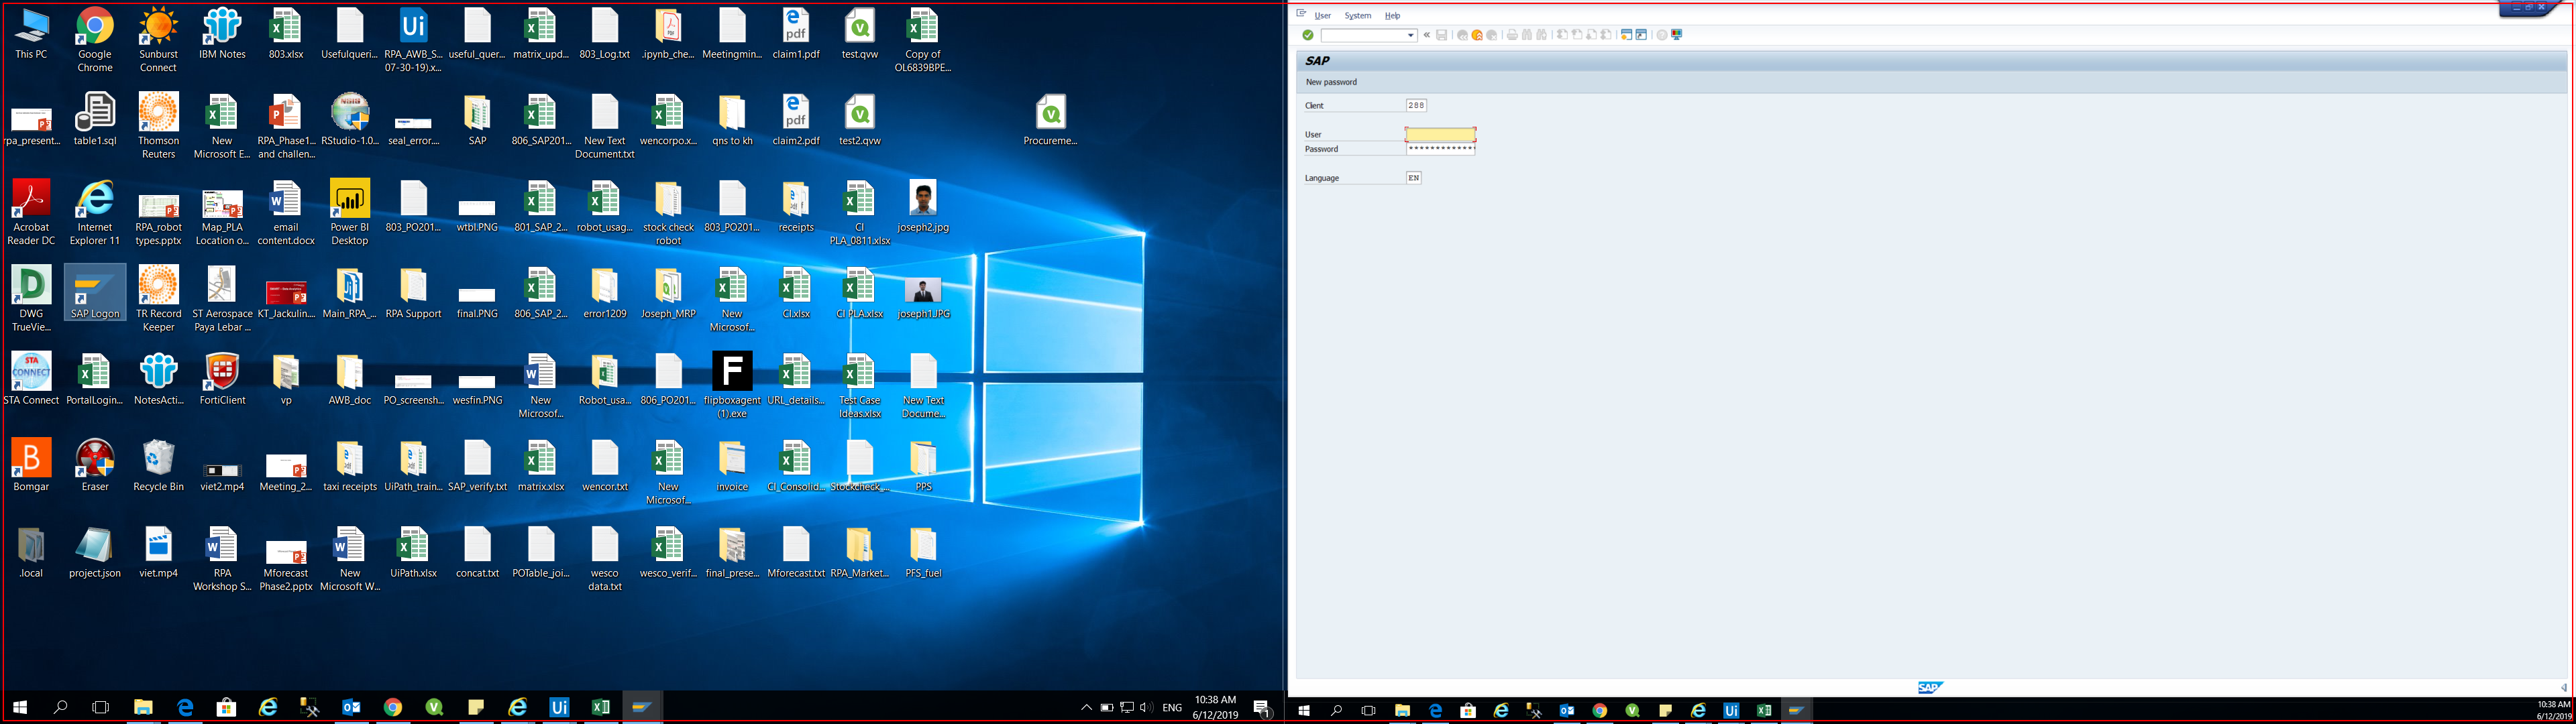 This PC
Google Chrome
Sunburst Connect
IBM Notes
803.xlsx
Usefulqueri...
RPA_AWB_S... 07-30-19).x...
useful_quer...
matrix_upd...
803_Log.txt
.ipynb_che...
Meetingmin...
claim1.pdf
test.qvw
Copy of OL6839BPE...
rpa_present...
table1.sql
Thomson Reuters
New Microsoft E...
RPA_Phase1... and challen...
RStudio-1.0...
seal_error....
SAP
806_SAP201...
New Text Document.txt
wencorpo.x...
qns to kh
claim2.pdf
test2.qvw
Procureme...
Acrobat Reader DC
Internet Explorer 11
RPA_robot types.pptx
Map_PLA Location o...
email content.docx
Power BI Desktop
803_PO201...
wtbl.PNG
801_SAP_2...
robot_usag...
stock check robot
803_PO201...
receipts
CI PLA_0811.xlsx
joseph2.jpg
DWG TrueVie...
SAP Logon
TR Record Keeper
ST Aerospace Paya Lebar ...
KT_Jackulin....
Main_RPA_...
RPA Support
final.PNG
806_SAP_2...
error1209
Joseph_MRP
New Microsof...
CI.xlsx
CI PLA.xlsx
joseph1.JPG
STA CONNECT
STA Connect
PortalLogin...
NotesActi...
FortiClient
vp
AWB_doc
PO_screensh...
wesfin.PNG
New Microsof...
Robot_usa...
806_PO201...
flipboxagent (1).exe
URL_details...
Test Case Ideas.xlsx
New Text Docume...
Bomgar
Eraser
Recycle Bin
viet2.mp4
Meeting_2...
taxi receipts
UiPath_train...
SAP_verify.txt
matrix.xlsx
wencor.txt
New Microsof...
invoice
CI_Consolid...
Stockcheck_...
PPS
.local
project.json
viet.mp4
RPA Workshop S...
Mforecast Phase2.pptx
New Microsoft W...
UiPath.xlsx
concat.txt
POTable_joi...
wesco data.txt
wesco_verif...
final_prese...
Mforecast.txt
RPA_Market...
PFS_fuel
ENG
10:38 AM
6/12/2019
User System Help
SAP
New password
Client 288
User
Password *************
Language EN
SAP
10:38 AM
6/12/2019